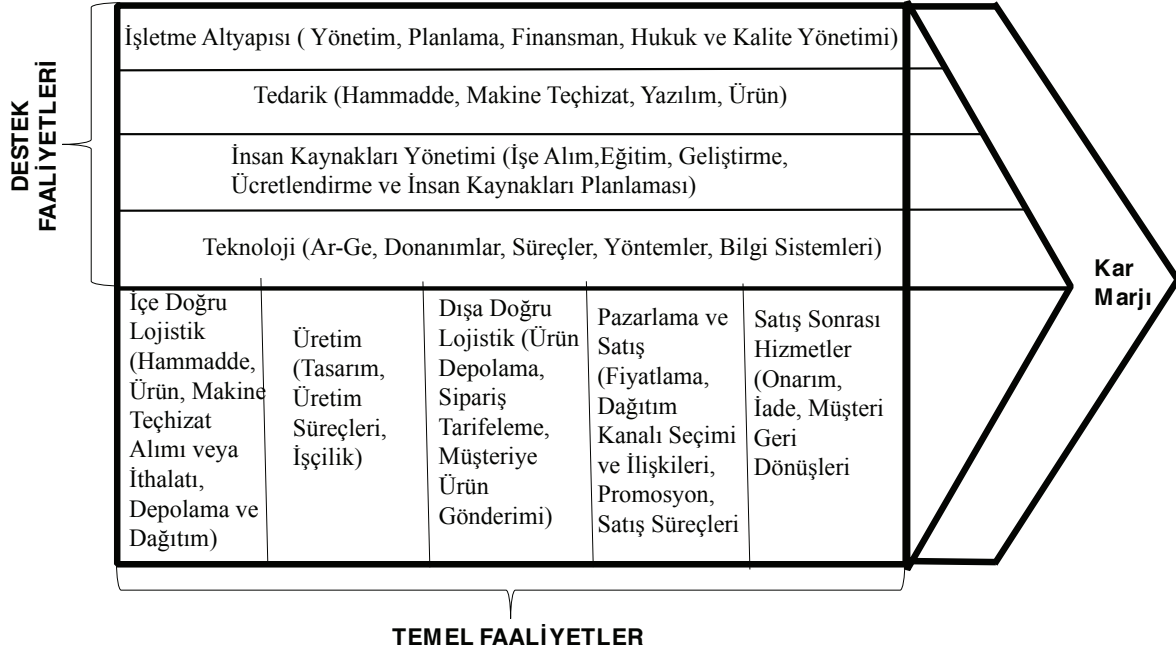 DESTEK
FAALİYETLERİ
İşletme Altyapısı ( Yönetim, Planlama, Finansman, Hukuk ve Kalite Yönetimi)
Tedarik (Hammadde, Makine Teçhizat, Yazılım, Ürün)
İnsan Kaynakları Yönetimi (İşe Alım,Eğitim, Geliştirme,
Ücretlendirme ve İnsan Kaynakları Planlaması)
Teknoloji (Ar-Ge, Donanımlar, Süreçler, Yöntemler, Bilgi Sistemleri)
İçe Doğru
Lojistik
(Hammadde,
Ürün, Makine
Teçhizat
Alımı veya
İthalatı,
Depolama ve
Dağıtım)
Üretim
(Tasarım,
Üretim
Süreçleri,
İşçilik)
Dışa Doğru
Lojistik (Ürün
Depolama,
Sipariş
Tarifeleme,
Müşteriye
Ürün
Gönderimi)
Pazarlama ve
Satış
(Fiyatlama,
Dağıtım
Kanalı Seçimi
ve İlişkileri,
Promosyon,
Satış Süreçleri
Satış Sonrası
Hizmetler
(Onarım,
İade, Müşteri
Geri
Dönüşleri
Kar
Marjı
TEMEL FAALİYETLER